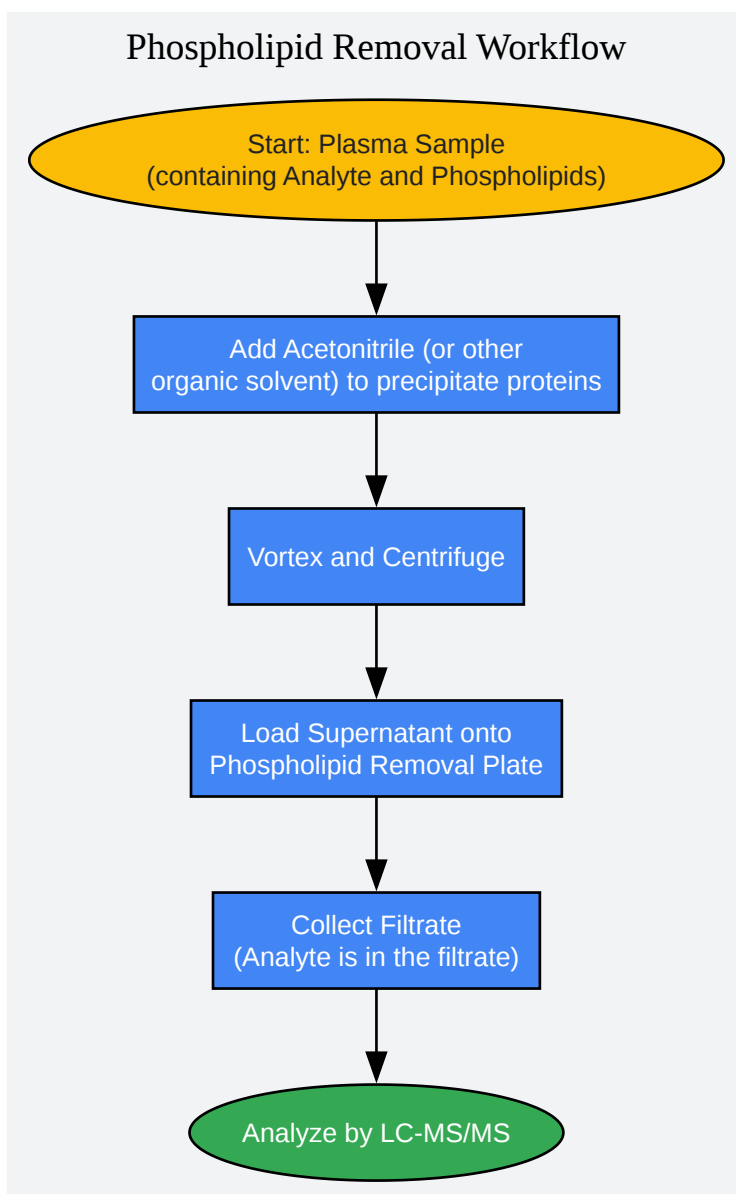 Phospholipid Removal Workflow
Start: Plasma Sample
(containing Analyte and Phospholipids)
Add Acetonitrile (or other
organic solvent) to precipitate proteins
Vortex and Centrifuge
Load Supernatant onto
Phospholipid Removal Plate
Collect Filtrate
(Analyte is in the filtrate)
Analyze by LC-MS/MS